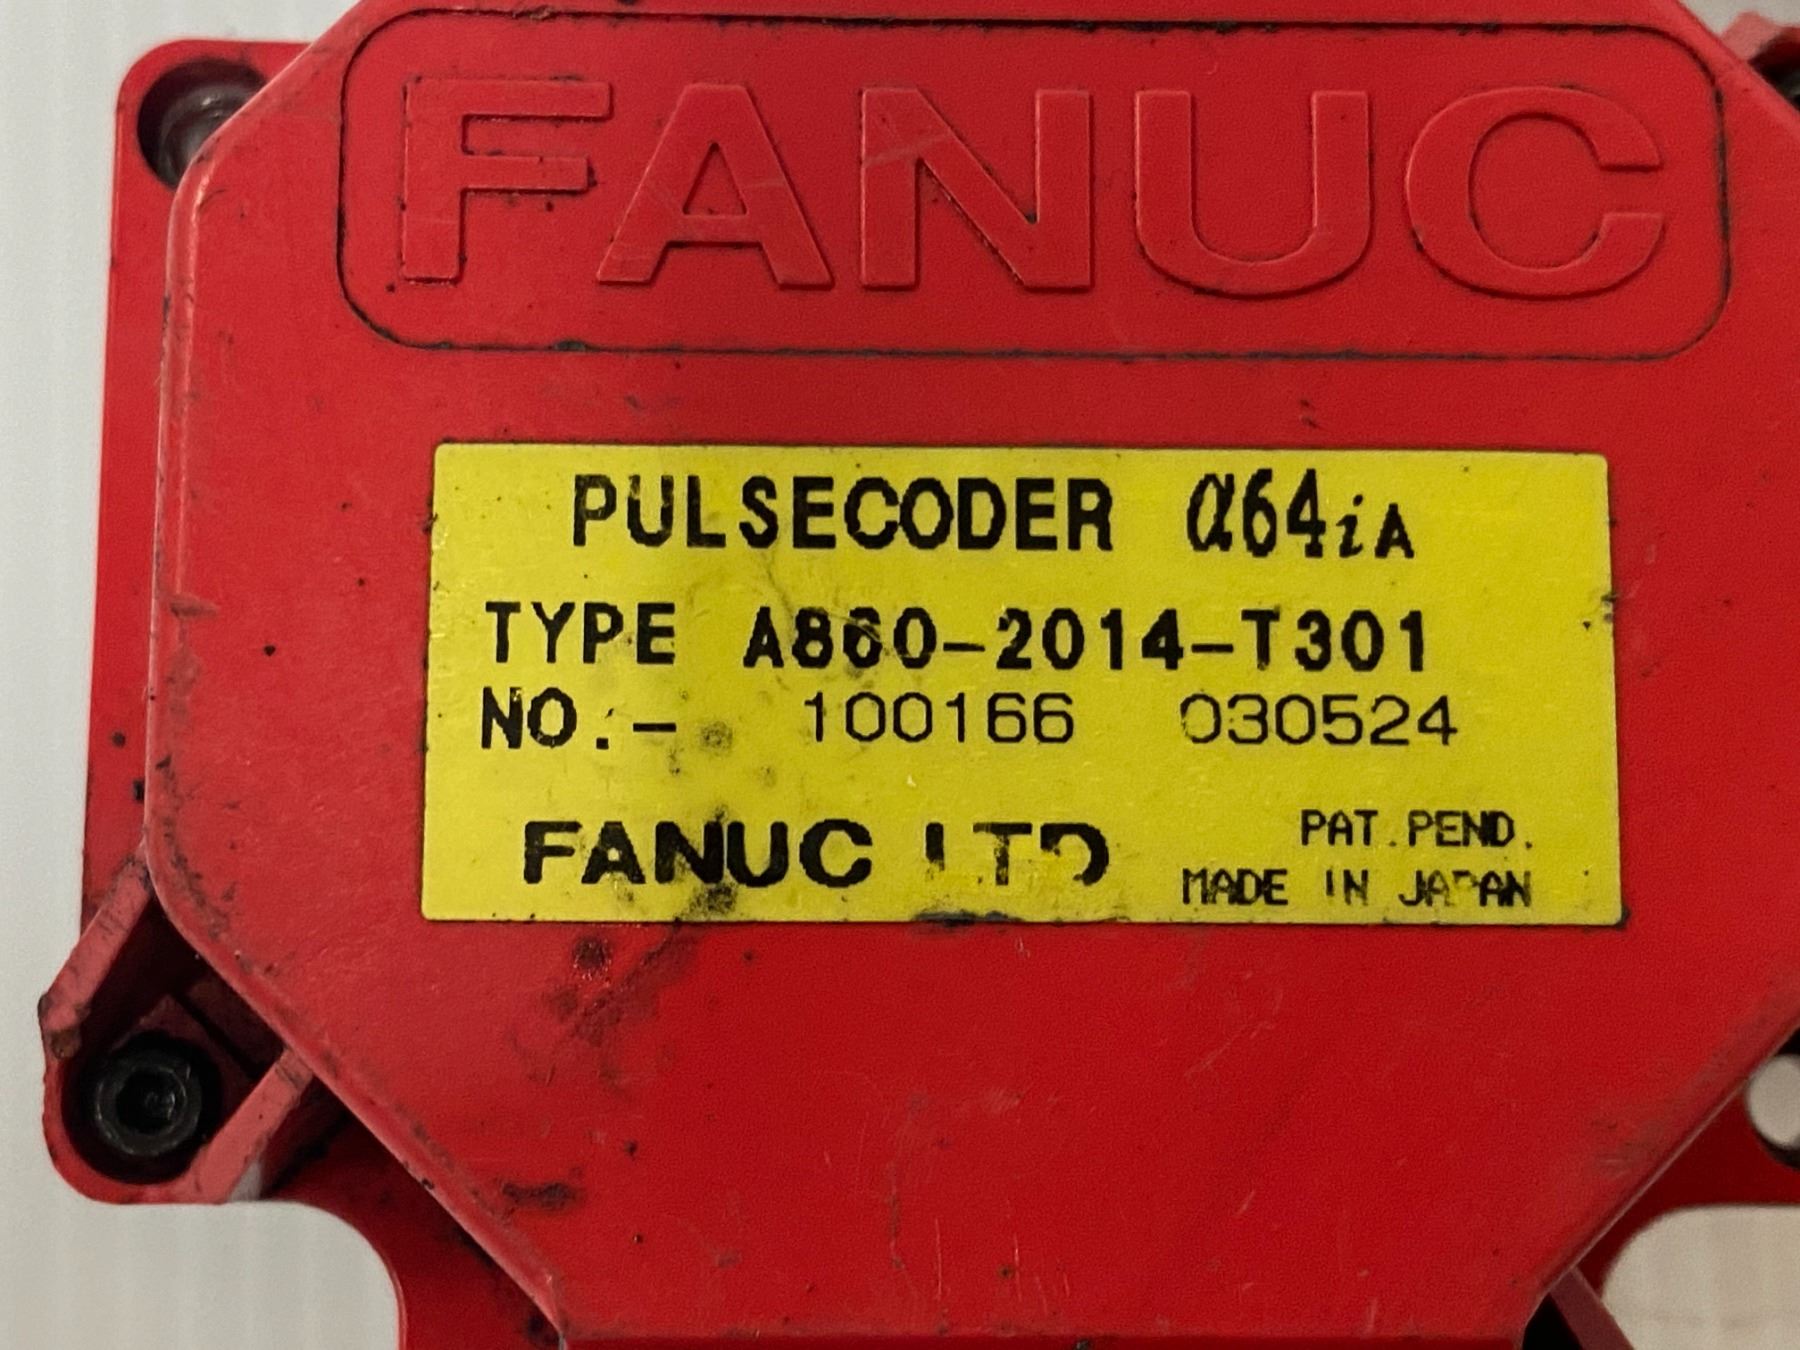 FANUC
PULSECODER α64iA
TYPE A860-2014-T301
NO.- 100166 030524
FANUC LTD
PAT.PEND.
MADE IN JAPAN